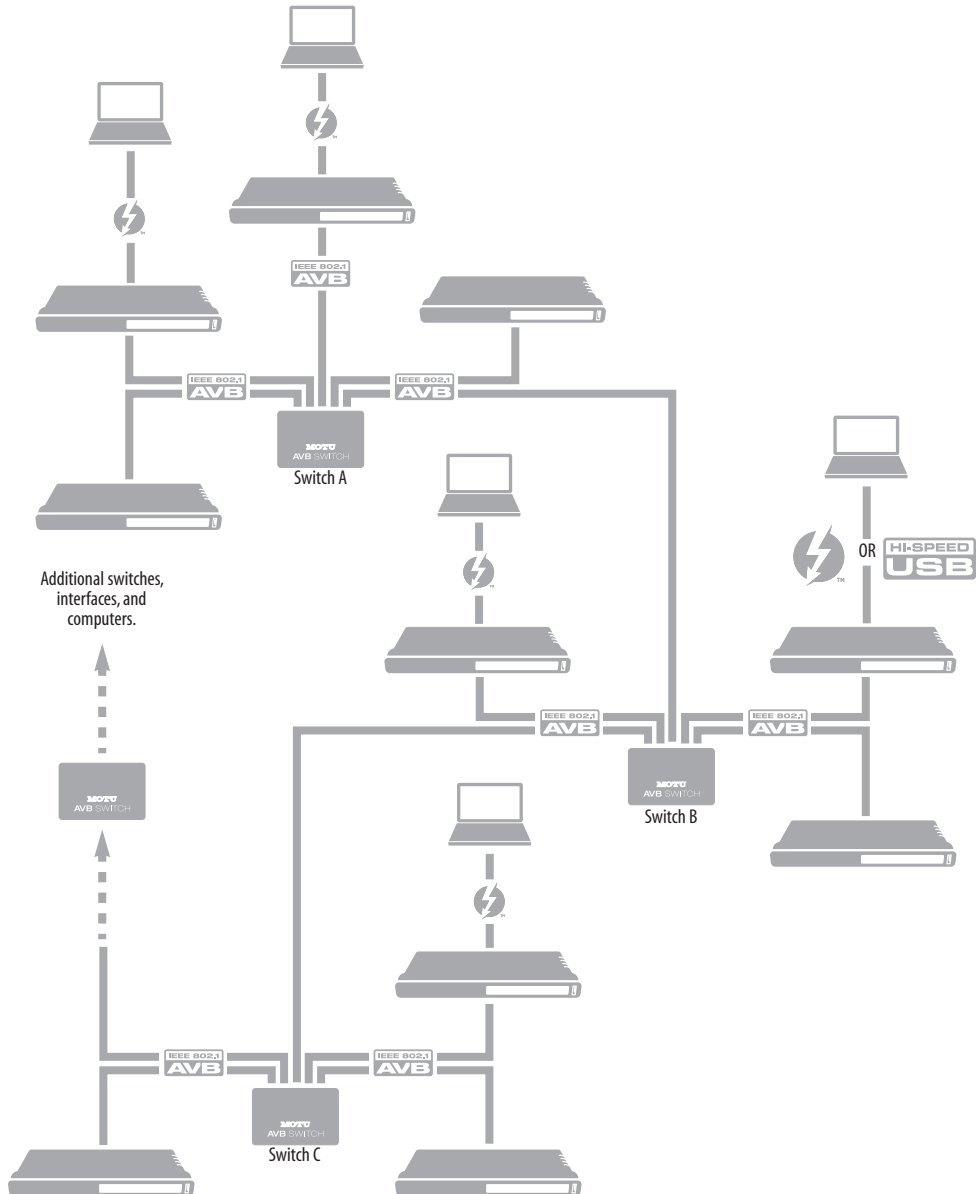 IEEE 802.1
AVB
IEEE 802.1
AVB
IEEE 802.1
AVB
MOTU
AVB SWITCH
Switch A
OR
HI-SPEED
USB
Additional switches,
interfaces, and
computers.
IEEE 802.1
AVB
IEEE 802.1
AVB
MOTU
AVB SWITCH
MOTU
AVB SWITCH
Switch B
IEEE 802.1
AVB
IEEE 802.1
AVB
MOTU
AVB SWITCH
Switch C